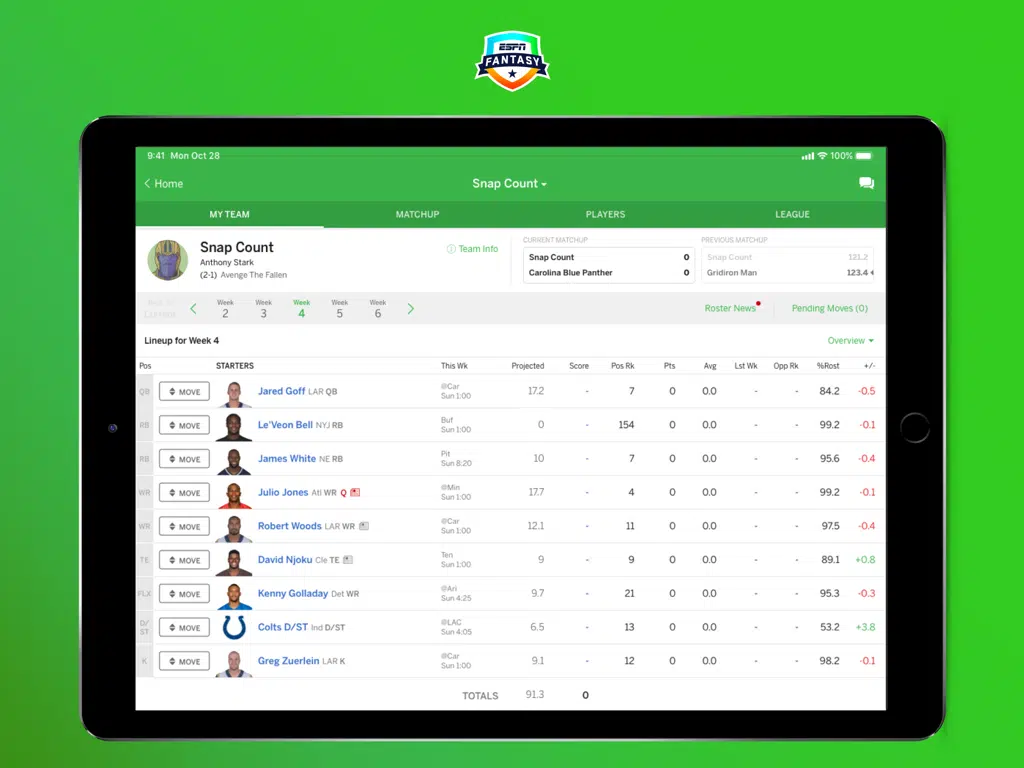 ESPN
FANTASY
9:41 Mon Oct 28
100%
Home
Snap Count
MY TEAM MATCHUP PLAYERS LEAGUE
Snap Count
Anthony Stark
(2-1) Avenge The Fallen
Team Info
CURRENT MATCHUP
Snap Count 0
Carolina Blue Panther 0
PREVIOUS MATCHUP
Snap Count 121.2
Gridiron Man 123.4
Week 2 Week 3 Week 4 Week 5 Week 6
Roster News Pending Moves (0)
Lineup for Week 4 Overview
Pos STARTERS This Wk Projected Score Pos Rk Pts Avg Lst Wk Opp Rk %Rost +/-
QB MOVE Jared Goff LAR QB @Car Sun 1:00 17.2 - 7 0 0.0 - - 84.2 -0.5
RB MOVE Le'Veon Bell NYJ RB Buf Sun 1:00 0 - 154 0 0.0 - - 99.2 -0.1
RB MOVE James White NE RB Pit Sun 8:20 10 - 7 0 0.0 - - 95.6 -0.4
WR MOVE Julio Jones Atl WR Q @Min Sun 1:00 17.7 - 4 0 0.0 - - 99.2 -0.1
WR MOVE Robert Woods LAR WR @Car Sun 1:00 12.1 - 11 0 0.0 - - 97.5 -0.4
TE MOVE David Njoku Cle TE Ten Sun 1:00 9 - 9 0 0.0 - - 89.1 +0.8
FLX MOVE Kenny Golladay Det WR @Ari Sun 4:25 9.7 - 21 0 0.0 - - 95.3 -0.3
D/ST MOVE Colts D/ST Ind D/ST @LAC Sun 4:05 6.5 - 13 0 0.0 - - 53.2 +3.8
K MOVE Greg Zuerlein LAR K @Car Sun 1:00 9.1 - 12 0 0.0 - - 98.2 -0.1
TOTALS 91.3 0